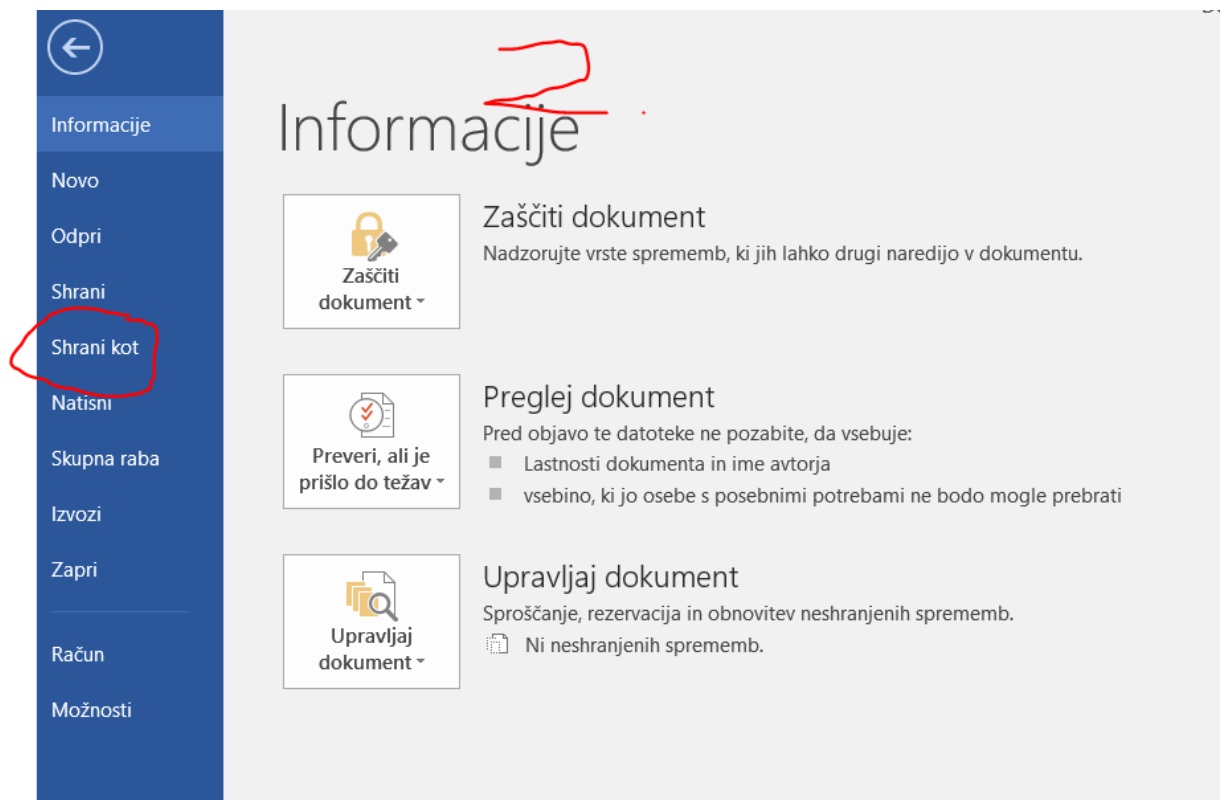 2.
Informacije
Novo
Odpri
Shrani
Shrani kot
Natisni
Skupna raba
Izvozi
Zapri
Račun
Možnosti
Informacije
Zaščiti
dokument
Zaščiti dokument
Nadzorujte vrste sprememb, ki jih lahko drugi naredijo v dokumentu.
Preveri, ali je
prišlo do težav
Preglej dokument
Pred objavo te datoteke ne pozabite, da vsebuje:
Lastnosti dokumenta in ime avtorja
vsebino, ki jo osebe s posebnimi potrebami ne bodo mogle prebrati
Upravljaj
dokument
Upravljaj dokument
Sproščanje, rezervacija in obnovitev neshranjenih sprememb.
Ni neshranjenih sprememb.